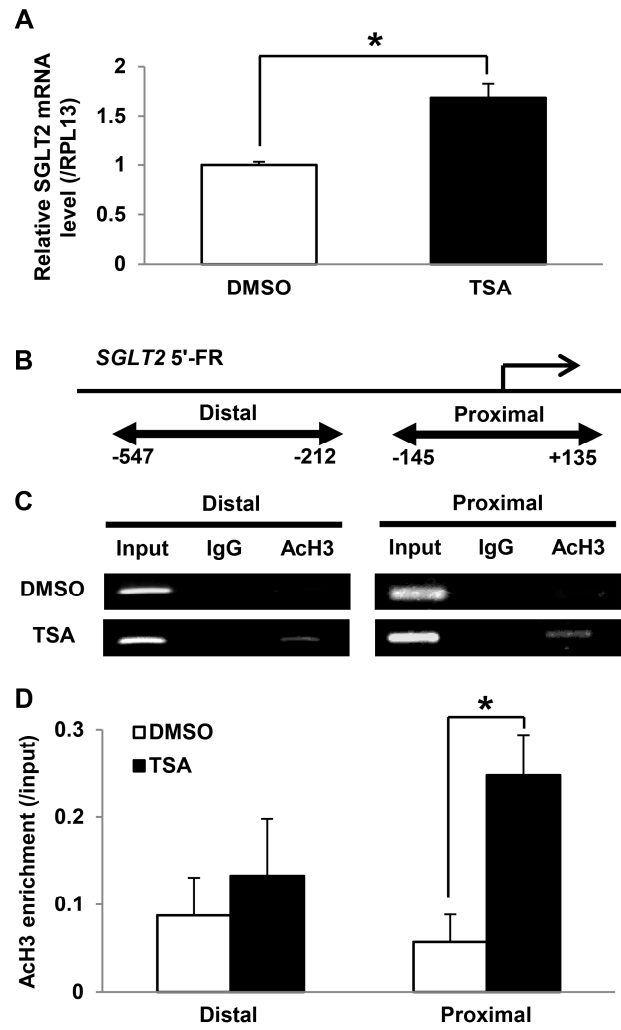 A
*
Relative SGLT2 mRNA
level (/RPL13)
2
1.5
1
0.5
0
DMSO TSA
B
SGLT2 5'-FR
Distal Proximal
-547 -212 -145 +135
C
Distal Proximal
Input IgG AcH3 Input IgG AcH3
DMSO
TSA
D
AcH3 enrichment (/input)
0.3
0.2
0.1
0
DMSO
TSA
*
Distal Proximal